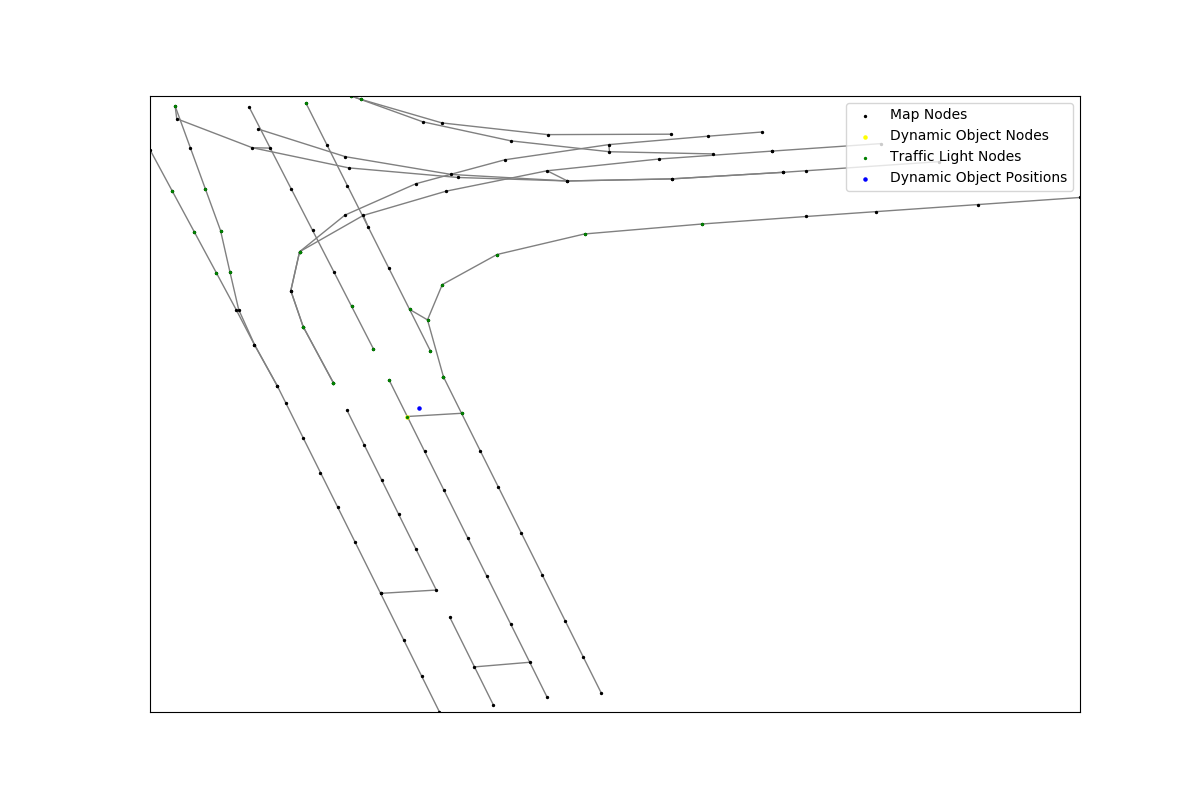 Map Nodes
Dynamic Object Nodes
Traffic Light Nodes
Dynamic Object Positions